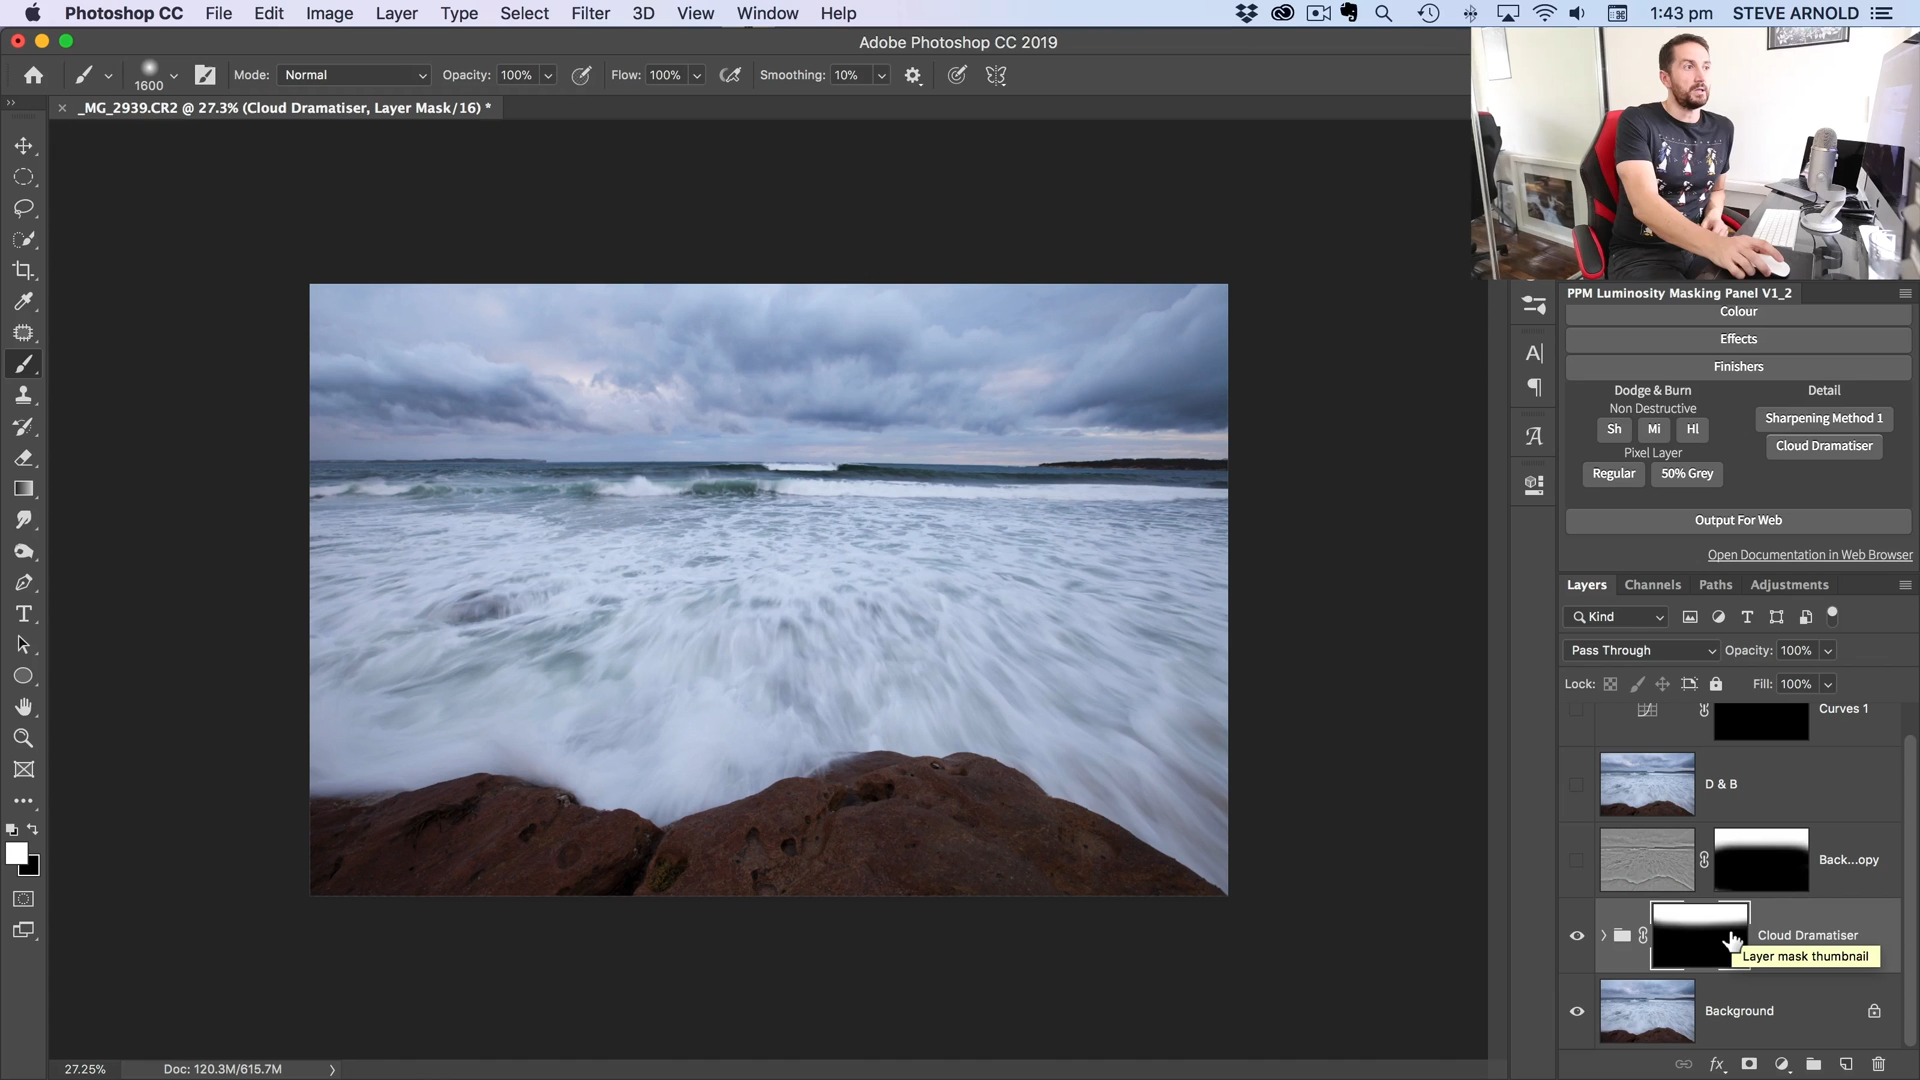 Photoshop CC File Edit Image Layer Type Select Filter 3D View Window Help 1:43 pm STEVE ARNOLD
Adobe Photoshop CC 2019
1600 Mode: Normal Opacity: 100% Flow: 100% Smoothing: 10%
_MG_2939.CR2 @ 27.3% (Cloud Dramatiser, Layer Mask/16) *
PPM Luminosity Masking Panel V1_2
Colour
Effects
Finishers
Dodge & Burn Detail
Non Destructive
Sharpening Method 1
Sh Mi Hl
Cloud Dramatiser
Pixel Layer
Regular 50% Grey
Output For Web
Open Documentation in Web Browser
Layers Channels Paths Adjustments
Kind
Pass Through Opacity: 100%
Lock: Fill: 100%
Curves 1
D & B
Back...opy
Cloud Dramatiser
Layer mask thumbnail
Background
27.25% Doc: 120.3M/615.7M